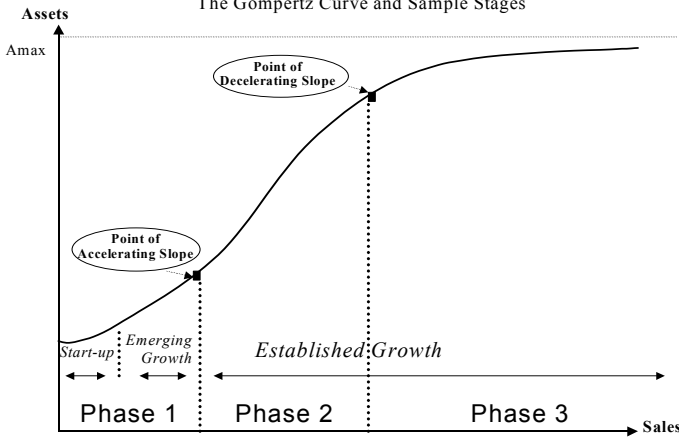 The Gompertz Curve and Sample Stages
Assets
Amax
Point of
Decelerating Slope
Point of
Accelerating Slope
Start-up
Emerging
Growth
Established Growth
Phase 1
Phase 2
Phase 3
Sales